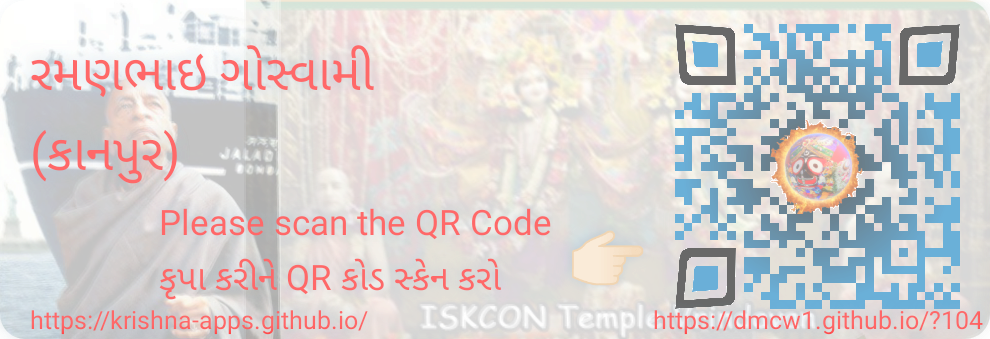 રમણભાઇ ગોસ્વામી
(કાનપુર)
JALAD
Please scan the QR Code
કૃપા કરીને QR કોડ સ્કેન કરો
ISKCON
https://krishna-apps.github.io/
https://dmcw1.github.io/?104